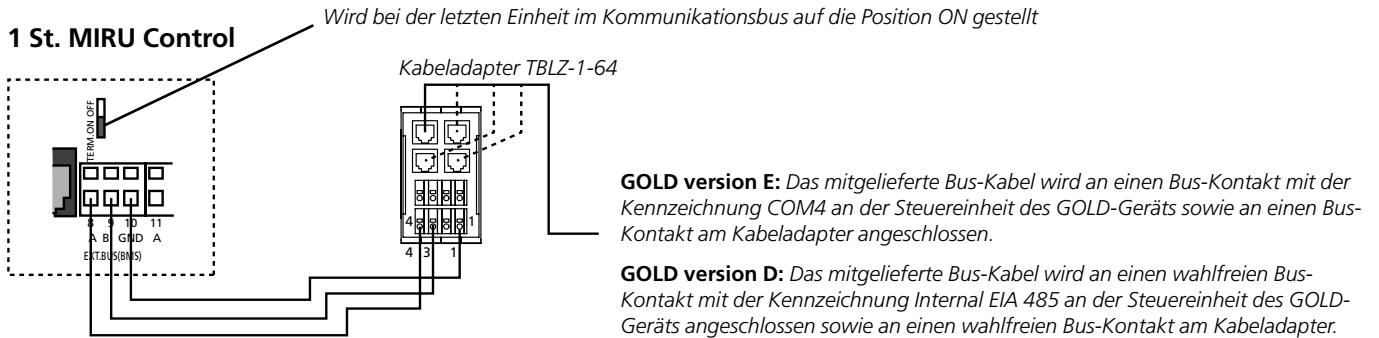 Wird bei der letzten Einheit im Kommunikationsbus auf die Position ON gestellt
1 St. MIRU Control
Kabeladapter TBLZ-1-64
TERM.ON OFF
8 9 10 11
A B GND A
EXT.BUS(BMS)
4 1
4 3 1
GOLD version E: Das mitgelieferte Bus-Kabel wird an einen Bus-Kontakt mit der
Kennzeichnung COM4 an der Steuereinheit des GOLD-Geräts sowie an einen Bus-
Kontakt am Kabeladapter angeschlossen.
GOLD version D: Das mitgelieferte Bus-Kabel wird an einen wahlfreien Bus-
Kontakt mit der Kennzeichnung Internal EIA 485 an der Steuereinheit des GOLD-
Geräts angeschlossen sowie an einen wahlfreien Bus-Kontakt am Kabeladapter.